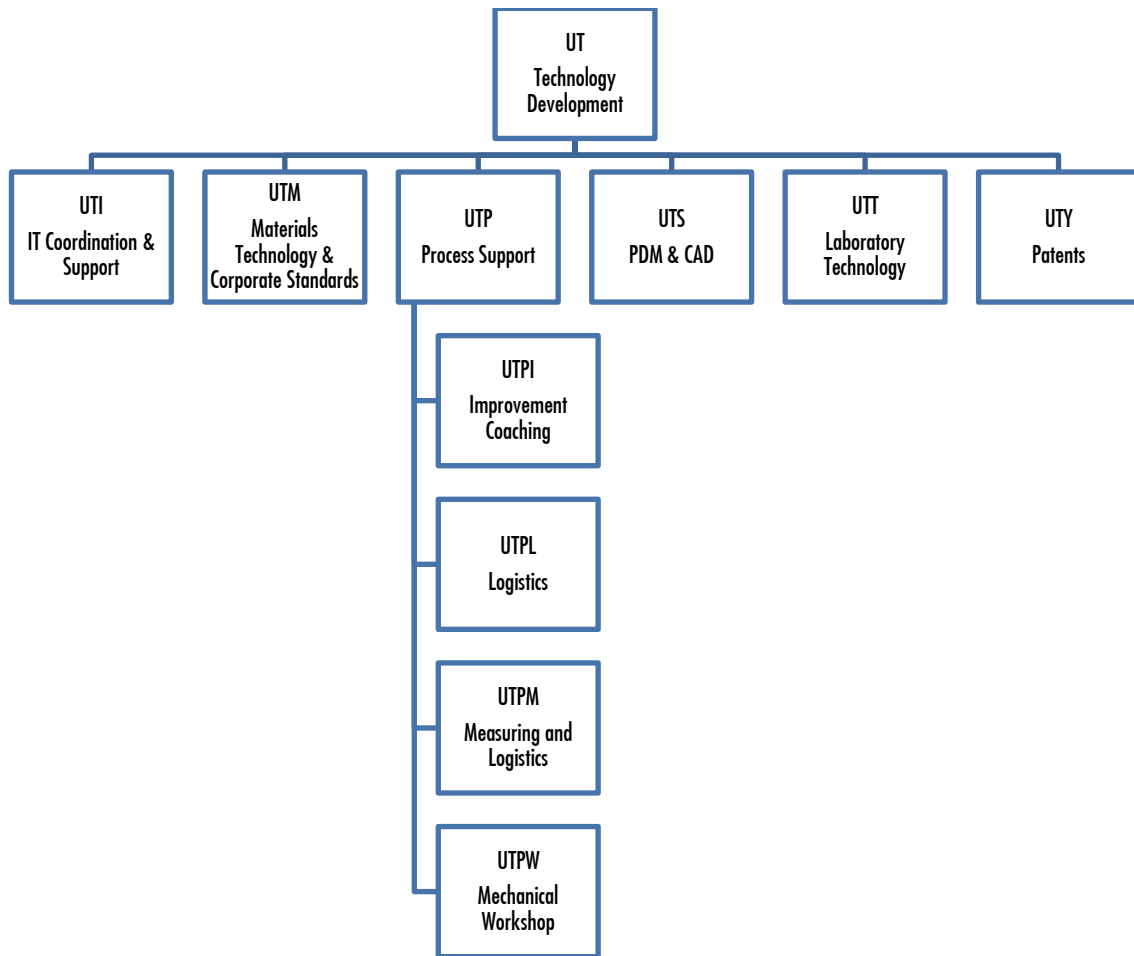 UT
Technology
Development
UTI
IT Coordination &
Support
UTM
Materials
Technology &
Corporate Standards
UTP
Process Support
UTS
PDM & CAD
UTT
Laboratory
Technology
UTY
Patents
UTPI
Improvement
Coaching
UTPL
Logistics
UTPM
Measuring and
Logistics
UTPW
Mechanical
Workshop